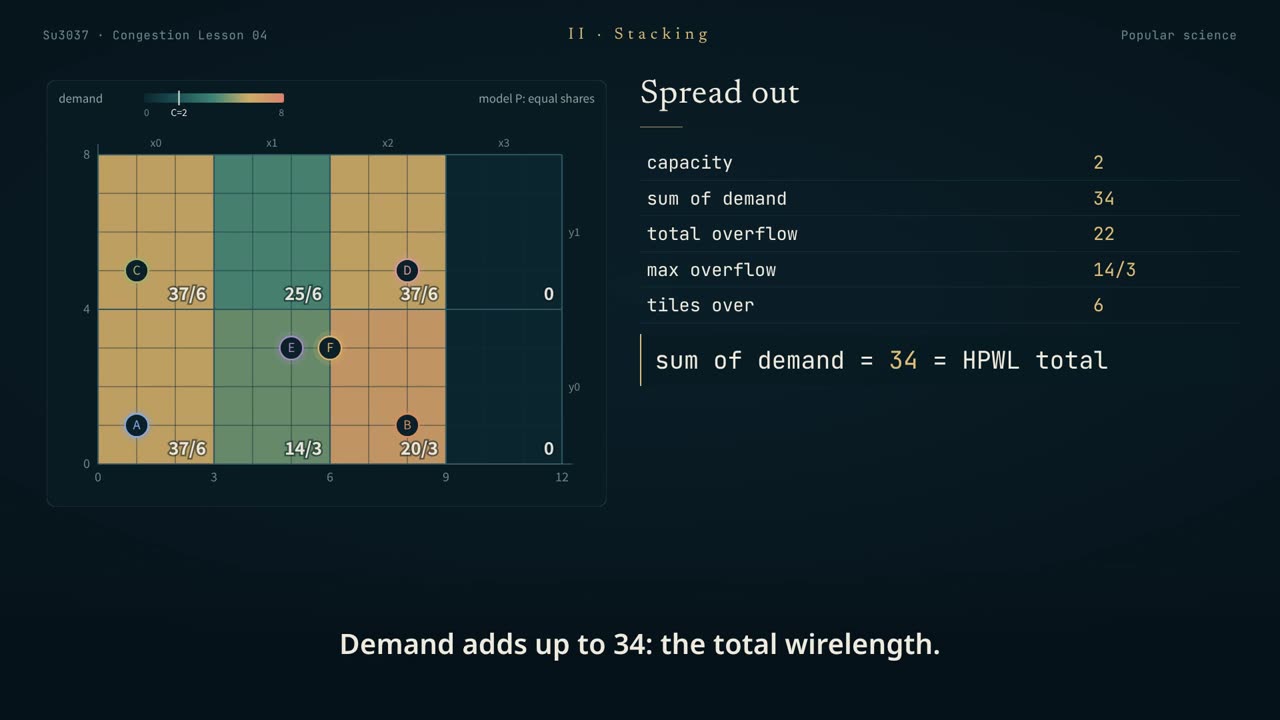 Su3037 · Congestion Lesson 04
II · Stacking
Popular science
demand
0
C=2
8
model P: equal shares
x0 x1 x2 x3
8
y1
C
D
37/6 25/6 37/6 0
4
E
F
y0
A
B
37/6 14/3 20/3 0
0
0 3 6 9 12
Spread out
capacity 2
sum of demand 34
total overflow 22
max overflow 14/3
tiles over 6
sum of demand = 34 = HPWL total
Demand adds up to 34: the total wirelength.